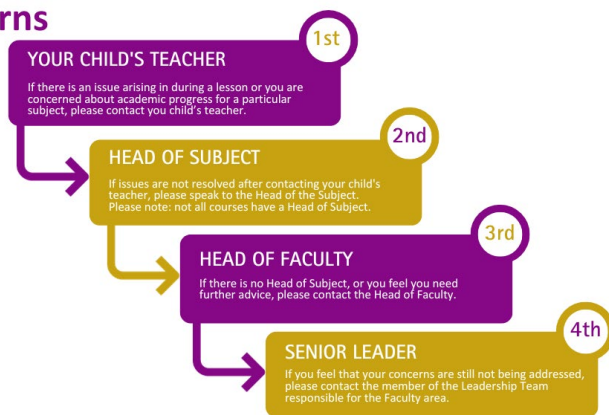 rns
1st
YOUR CHILD'S TEACHER
If there is an issue arising in during a lesson or you are
concerned about academic progress for a particular
subject, please contact you child's teacher.
2nd
HEAD OF SUBJECT
If issues are not resolved after contacting your child's
teacher, please speak to the Head of the Subject.
Please note: not all courses have a Head of Subject.
3rd
HEAD OF FACULTY
If there is no Head of Subject, or you feel you need
further advice, please contact the Head of Faculty.
4th
SENIOR LEADER
If you feel that your concerns are still not being addressed,
please contact the member of the Leadership Team
responsible for the Faculty area.